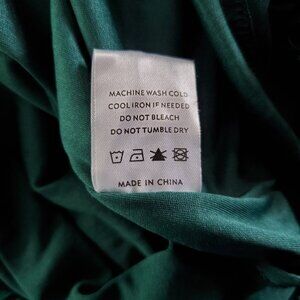 MACHINE WASH COLD
COOL IRON IF NEEDED
DO NOT BLEACH
DO NOT TUMBLE DRY
MADE IN CHINA